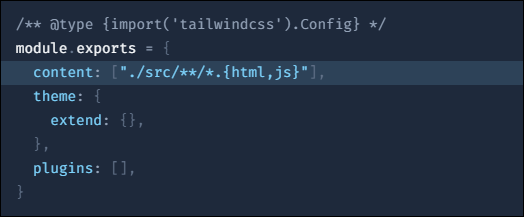 /** @type {import('tailwindcss').Config} */
module.exports = {
  content: ["./src/**/*.{html,js}"],
  theme: {
    extend: {},
  },
  plugins: [],
}